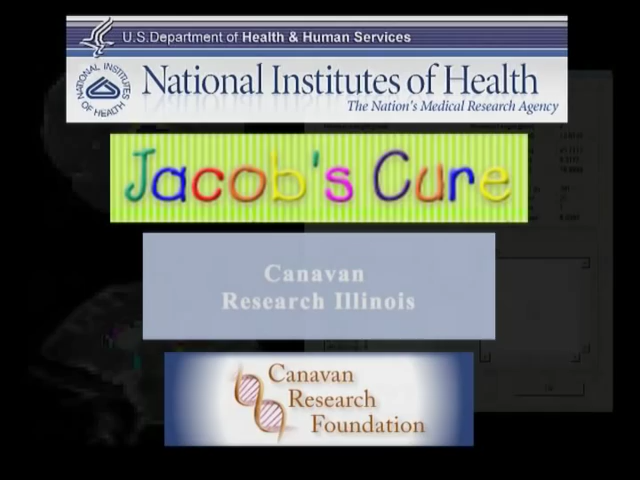 U.S. Department of Health & Human Services
National Institutes of Health
The Nation's Medical Research Agency
NATIONAL INSTITUTES OF HEALTH
Jacob's Cure
Canavan
Research Illinois
Canavan
Research
Foundation